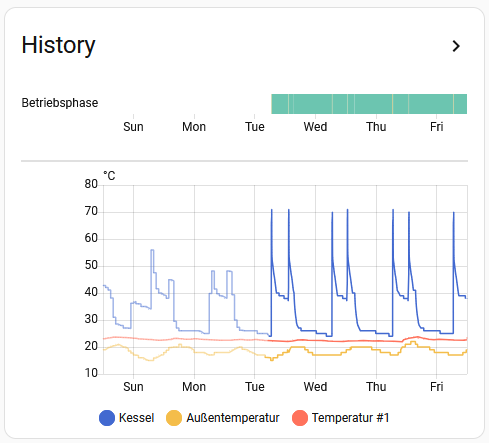 History
Betriebsphase
Sun Mon Tue Wed Thu Fri
°C
80
70
60
50
40
30
20
10
Sun Mon Tue Wed Thu Fri
Kessel Außentemperatur Temperatur #1